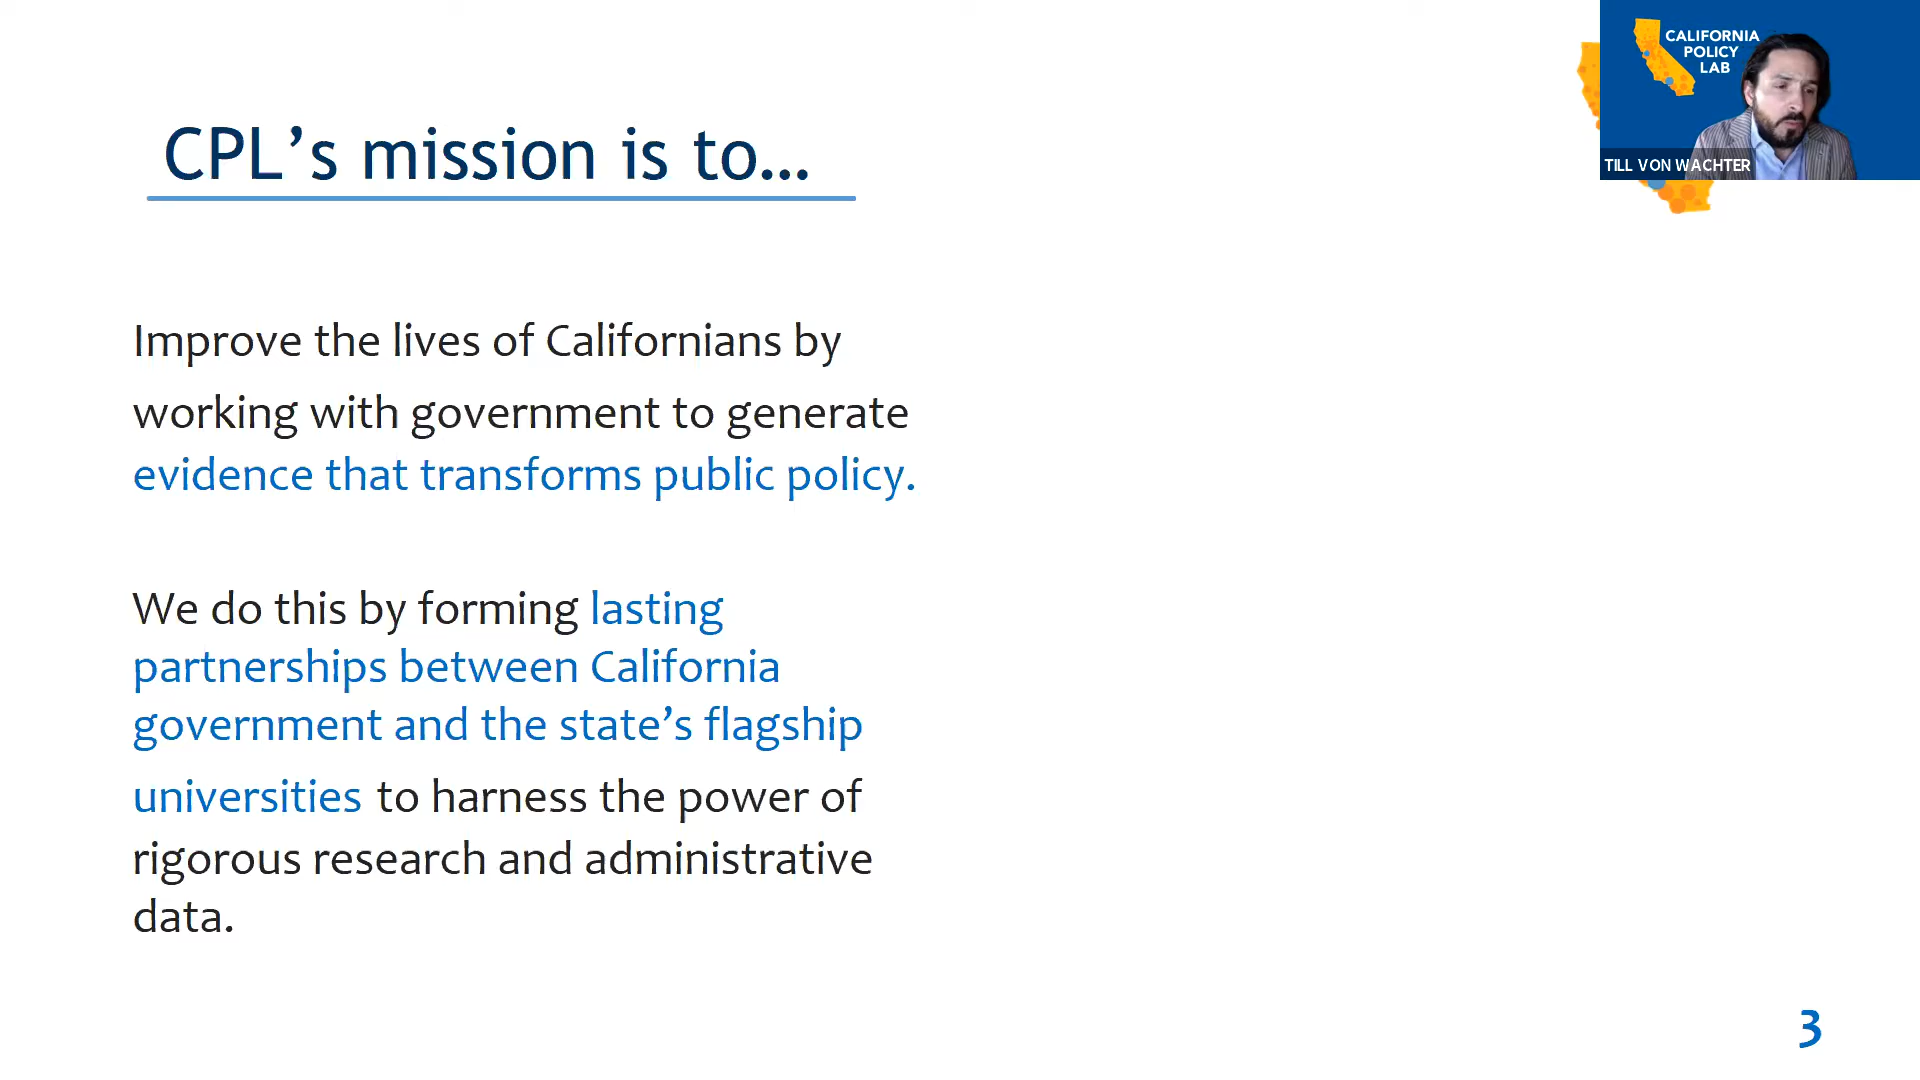 CALIFORNIA
POLICY
LAB
TILL VON WACHTER
CPL’s mission is to…
Improve the lives of Californians by
working with government to generate
evidence that transforms public policy.
We do this by forming lasting
partnerships between California
government and the state’s flagship
universities to harness the power of
rigorous research and administrative
data.
3